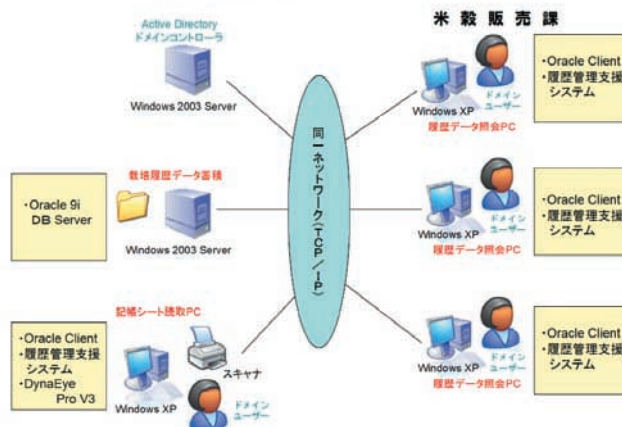 Active Directory
ドメインコントローラ
Windows 2003 Server
・Oracle 9i
DB Server
栽培履歴データ蓄積
Windows 2003 Server
・Oracle Client
・履歴管理支援
システム
・DynaEye
Pro V3
記帳シート読取PC
スキャナ
Windows XP
ドメイン
ユーザー
同一ネットワーク(TCP/IP)
米穀販売課
Windows XP
ドメイン
ユーザー
履歴データ照会PC
・Oracle Client
・履歴管理支援
システム
Windows XP
ドメイン
ユーザー
履歴データ照会PC
・Oracle Client
・履歴管理支援
システム
Windows XP
ドメイン
ユーザー
履歴データ照会PC
・Oracle Client
・履歴管理支援
システム